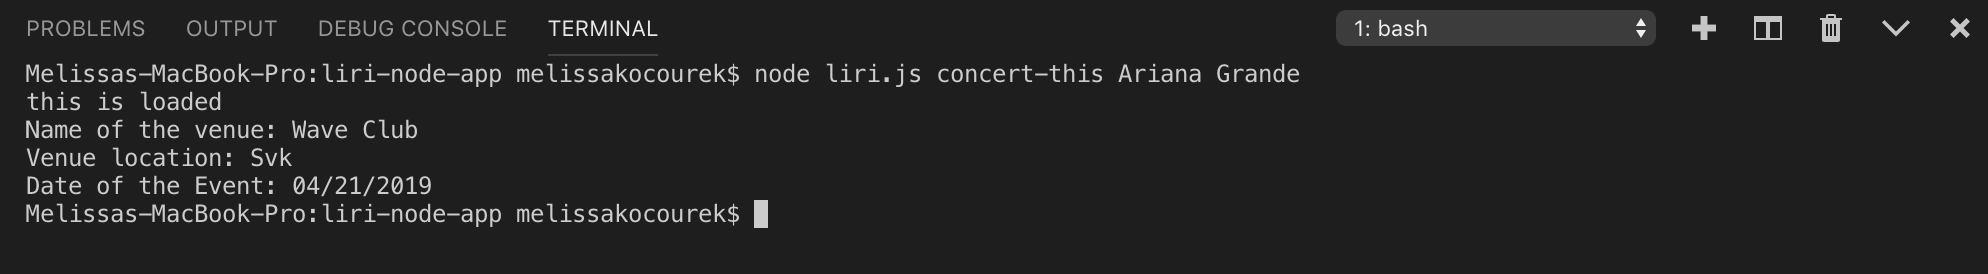 PROBLEMS OUTPUT DEBUG CONSOLE TERMINAL 1: bash
Melissas-MacBook-Pro:liri-node-app melissakocourek$ node liri.js concert-this Ariana Grande
this is loaded
Name of the venue: Wave Club
Venue location: Svk
Date of the Event: 04/21/2019
Melissas-MacBook-Pro:liri-node-app melissakocourek$